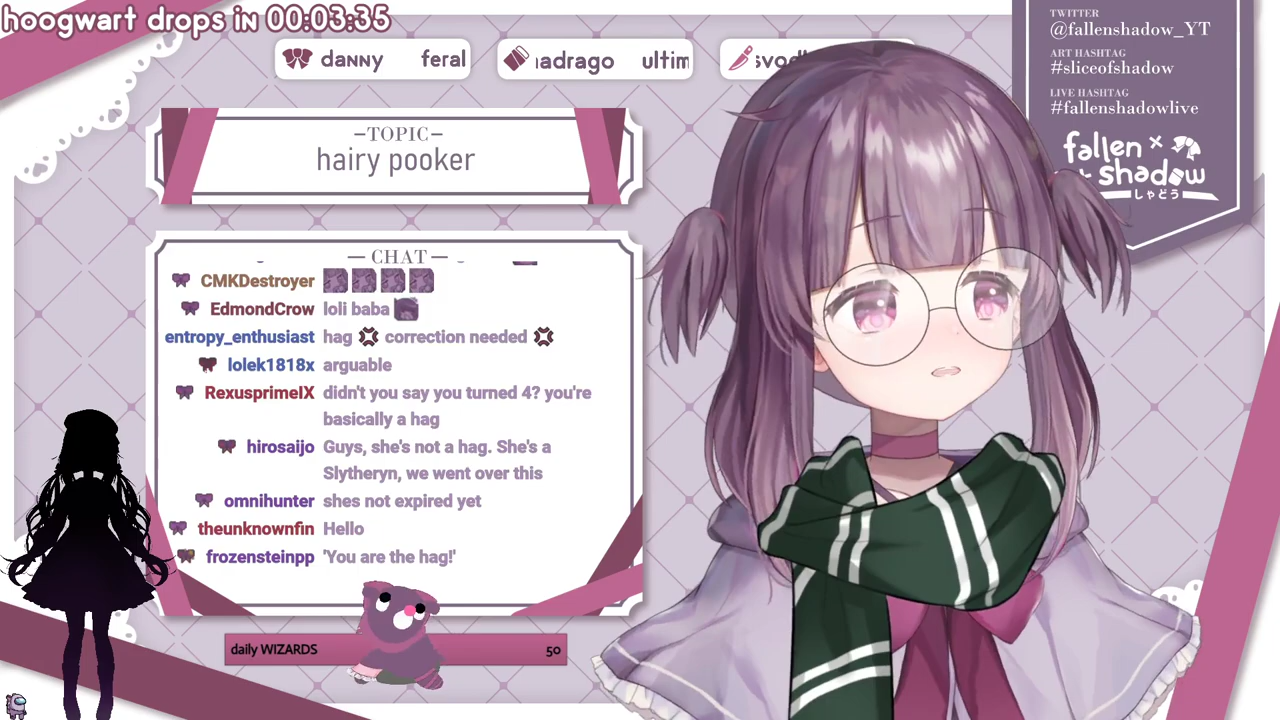 hoogwart drops in 00:03:35
danny feral
adrago ultim
svod
TOPIC
hairy pooker
CHAT
CMKDestroyer
EdmondCrow loli baba
entropy_enthusiast hag correction needed
lolek1818x arguable
RexusprimeIX didn't you say you turned 4? you're
basically a hag
hirosaijo Guys, she's not a hag. She's a
Slytheryn, we went over this
omnihunter shes not expired yet
theunknownfin Hello
frozensteinpp 'You are the hag!'
daily WIZARDS 50
TWITTER
@fallenshadow_YT
ART HASHTAG
#sliceofshadow
LIVE HASHTAG
#fallenshadowlive
fallen
shadow
しゃどう